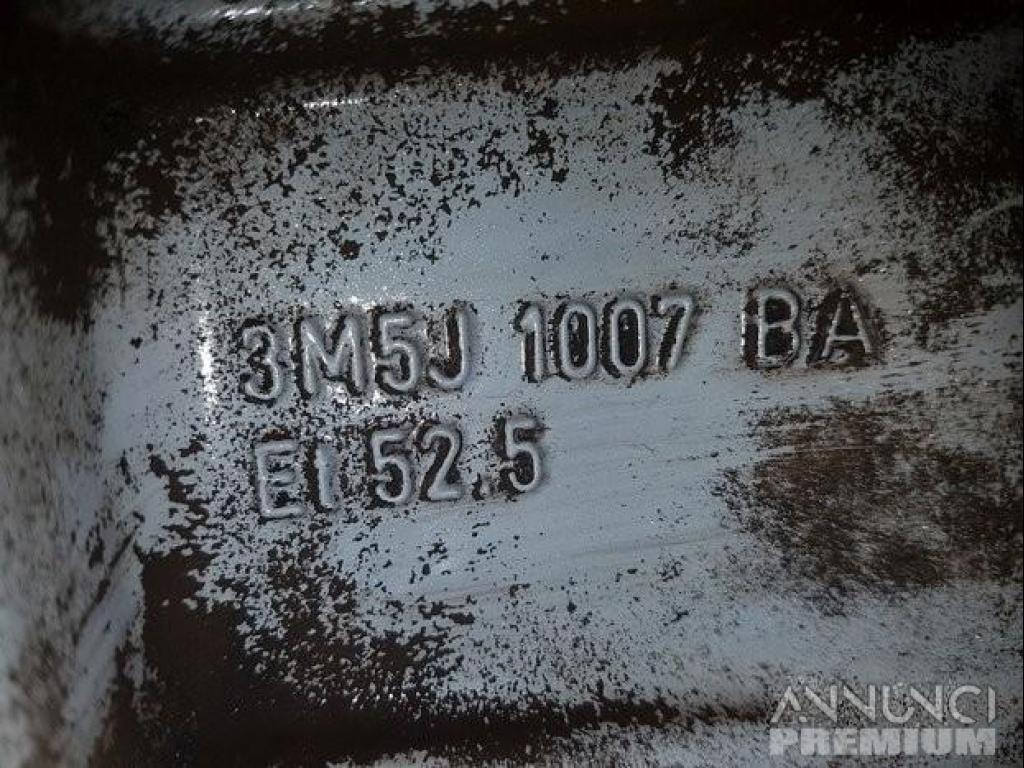 3M5J 1007 BA
Et 52.5
ANNUNCI
PREMIUM